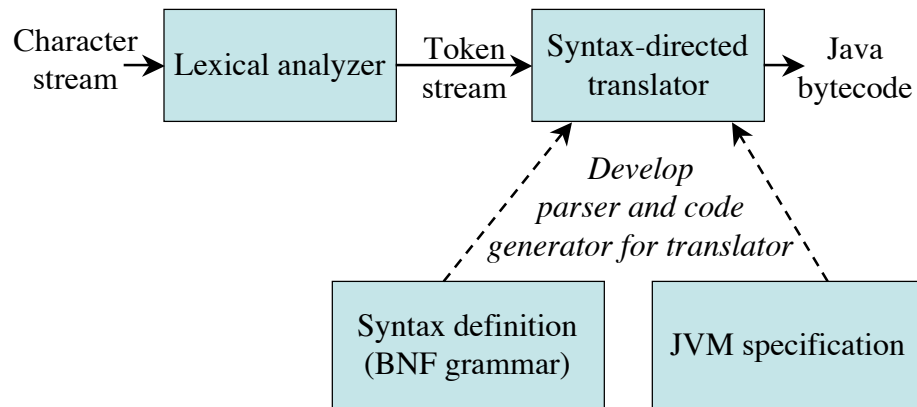 Character
stream
Lexical analyzer
Token
stream
Syntax-directed
translator
Java
bytecode
Develop
parser and code
generator for translator
Syntax definition
(BNF grammar)
JVM specification